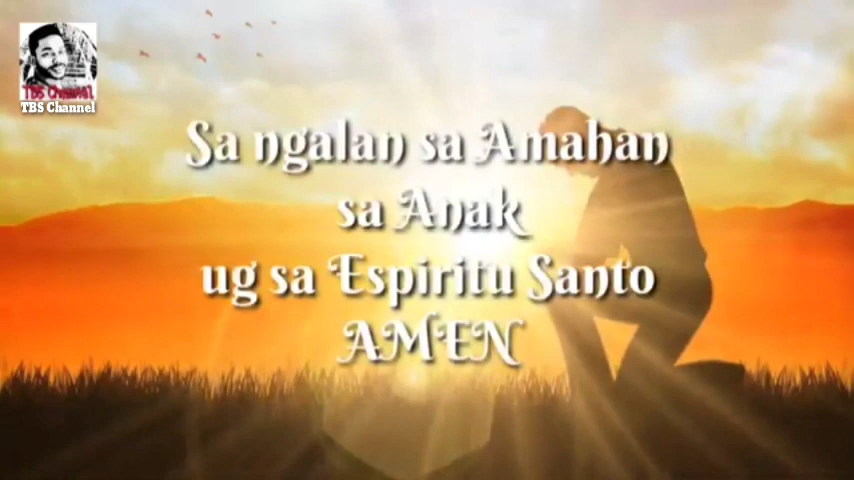 TBS Channel
TBS Channel
Sa ngalan sa Amahan
sa Anak
ug sa Espiritu Santo
AMEN